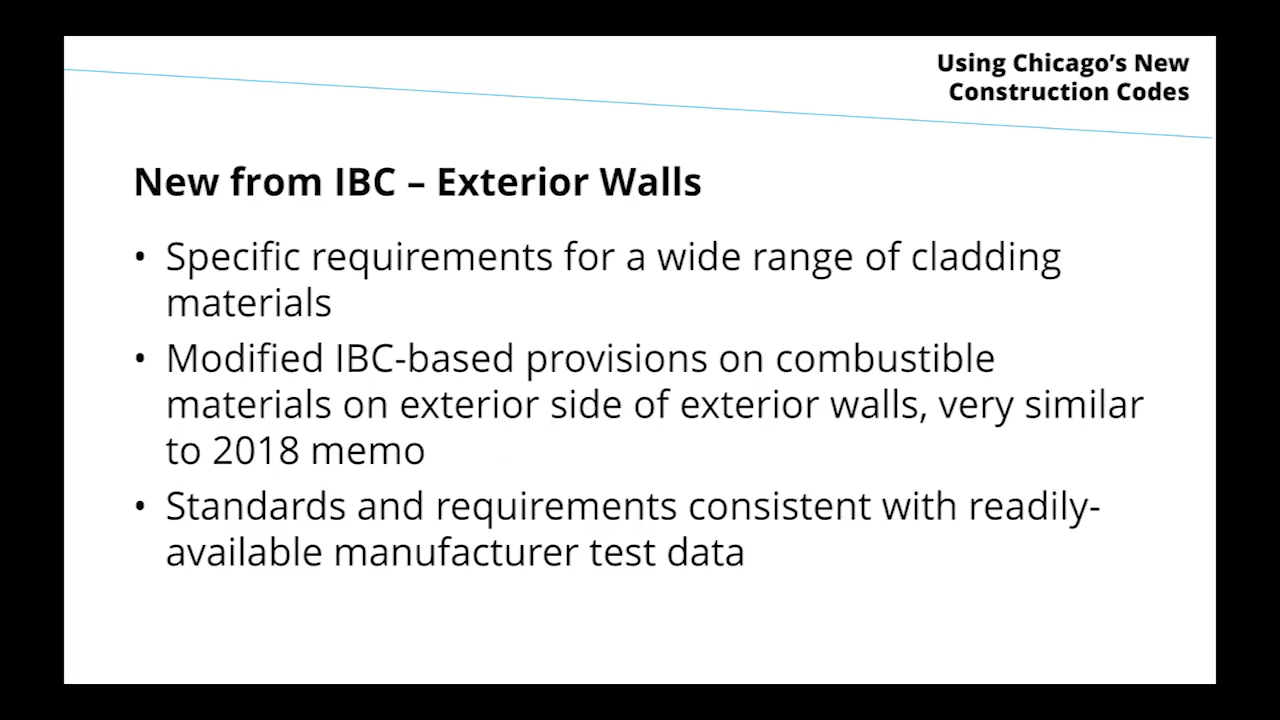 Using Chicago’s New
Construction Codes
New from IBC – Exterior Walls
• Specific requirements for a wide range of cladding
materials
• Modified IBC-based provisions on combustible
materials on exterior side of exterior walls, very similar
to 2018 memo
• Standards and requirements consistent with readily-
available manufacturer test data